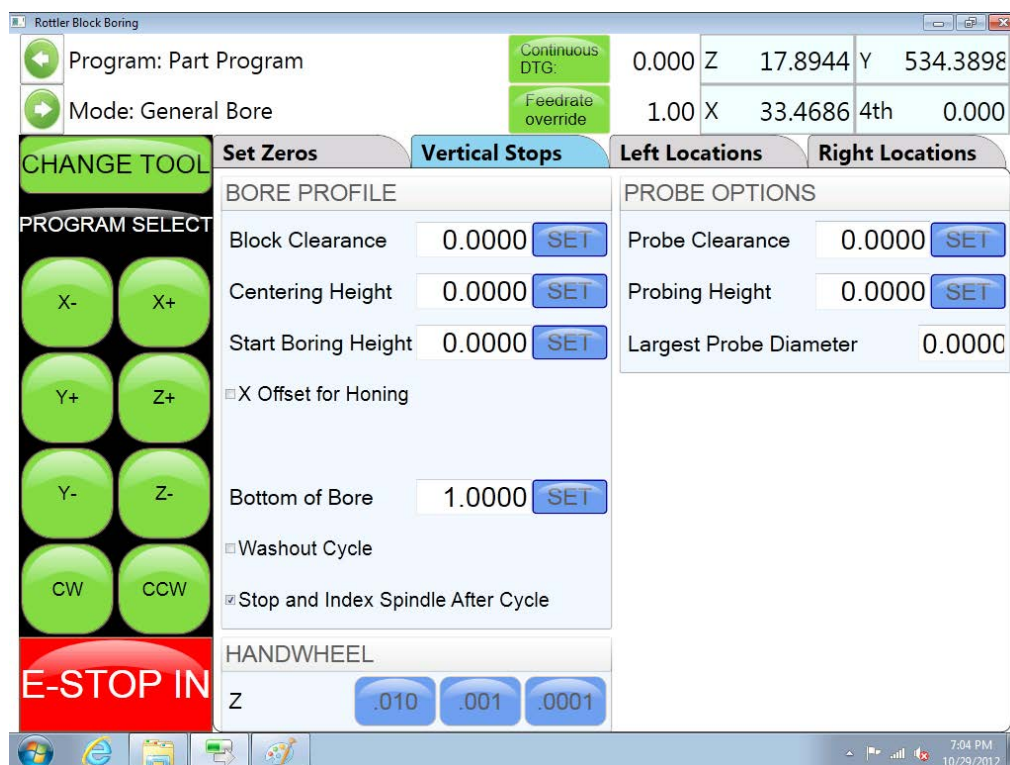 Rottler Block Boring
Program: Part Program
Continuous DTG:
0.000
Z 17.8944
Y 534.3898
Mode: General Bore
Feedrate override
1.00
X 33.4686
4th 0.000
CHANGE TOOL
Set Zeros
Vertical Stops
Left Locations
Right Locations
PROGRAM SELECT
X-
X+
Y+
Z+
Y-
Z-
CW
CCW
E-STOP IN
BORE PROFILE
Block Clearance 0.0000 SET
Centering Height 0.0000 SET
Start Boring Height 0.0000 SET
X Offset for Honing
Bottom of Bore 1.0000 SET
Washout Cycle
Stop and Index Spindle After Cycle
PROBE OPTIONS
Probe Clearance 0.0000 SET
Probing Height 0.0000 SET
Largest Probe Diameter 0.0000
HANDWHEEL
Z .010 .001 .0001
7:04 PM
10/29/2012